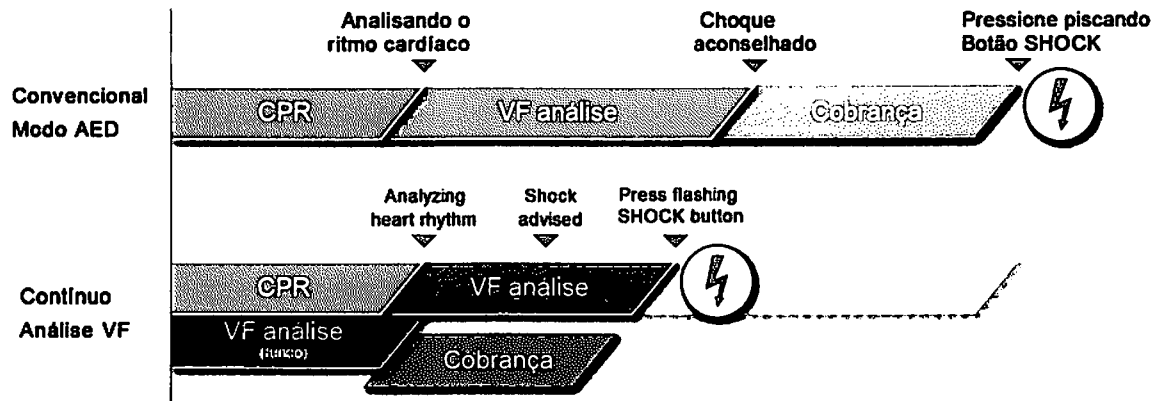 Analisando o
ritmo cardíaco
Choque
aconselhado
Pressione piscando
Botão SHOCK
Convencional
Modo AED
CPR
VF análise
Cobrança
Analyzing
heart rhythm
Shock
advised
Press flashing
SHOCK button
Contínuo
Análise VF
CPR
VF análise
VF análise
Cobrança